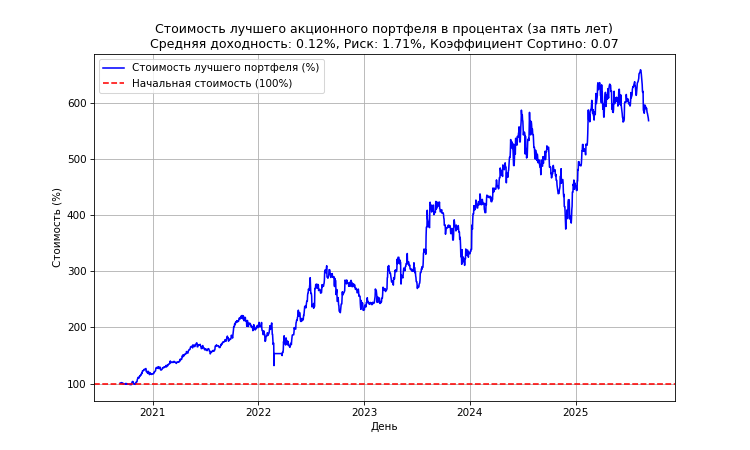 Стоимость лучшего акционного портфеля в процентах (за пять лет)
Средняя доходность: 0.12%, Риск: 1.71%, Коэффициент Сортино: 0.07
Стоимость лучшего портфеля (%)
Начальная стоимость (100%)
Стоимость (%)
600
500
400
300
200
100
2021 2022 2023 2024 2025
День